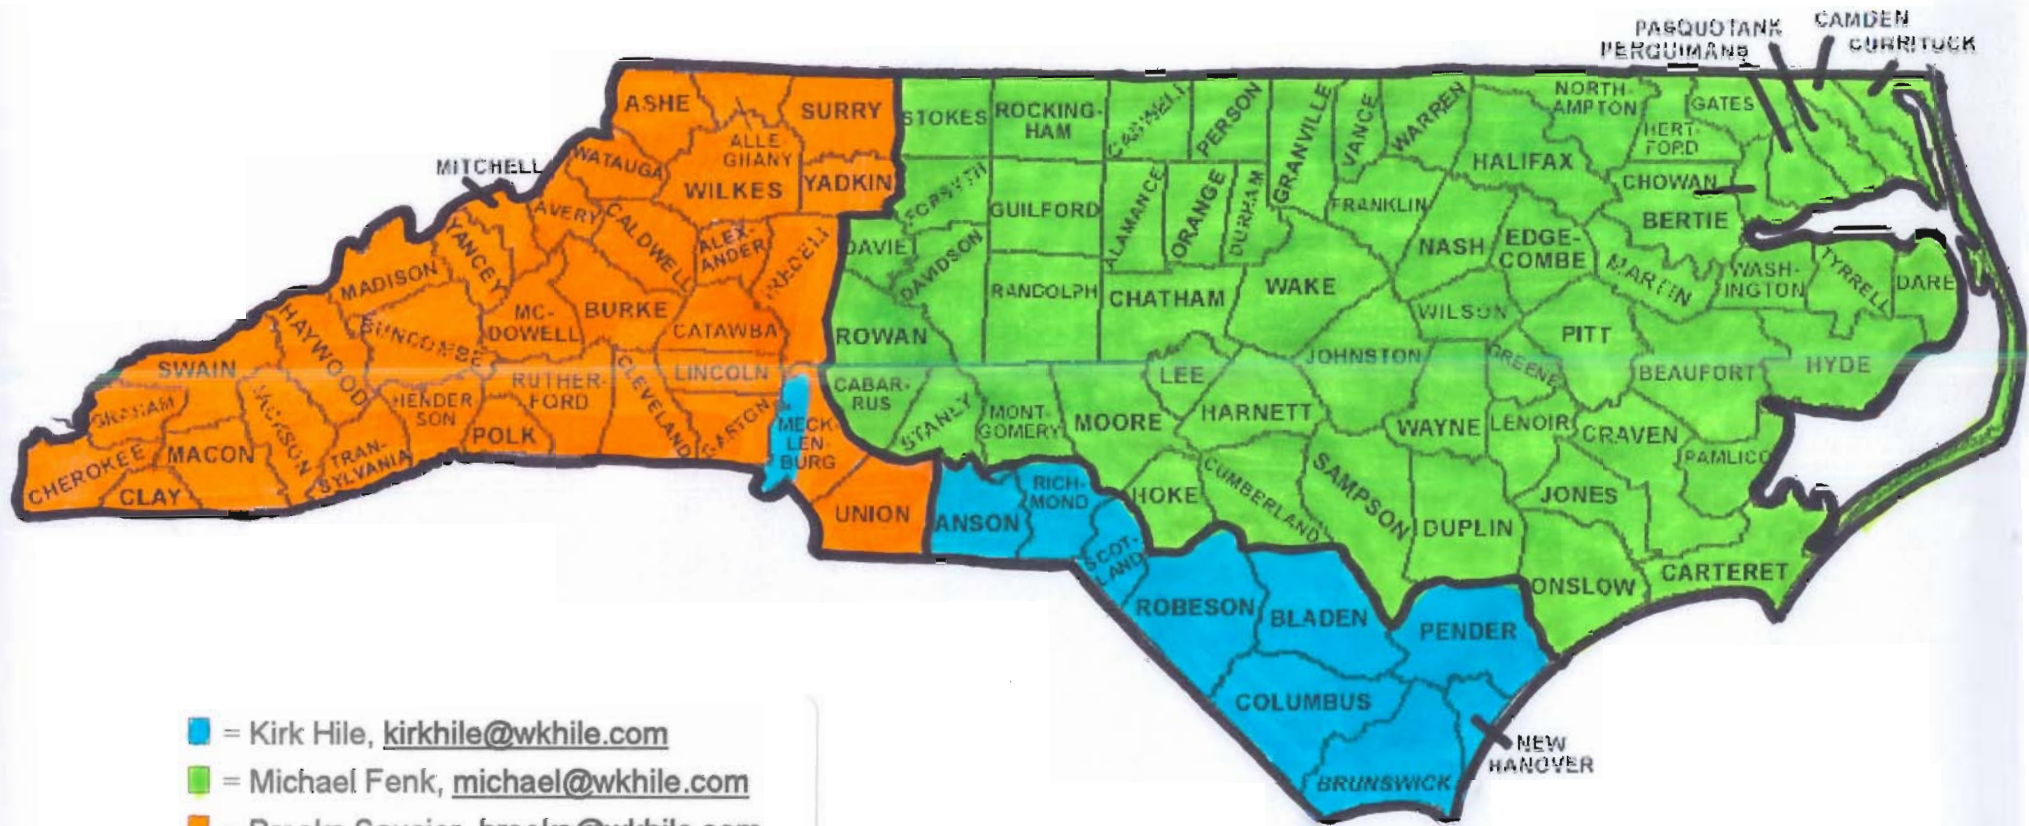 PASQUOTANK
CAMDEN
PERQUIMANS
CURRITUCK
ASHE
SURRY
STOKES
ROCKING-
HAM
CASWELL
PERSON
GRANVILLE
VANCE
WARREN
NORTH-
AMPTON
GATES
ALLE
GHANY
HERT-
FORD
MITCHELL
WATAUGA
WILKES
YADKIN
FORSYTH
GUILFORD
ALAMANCE
ORANGE
DURHAM
FRANKLIN
HALIFAX
CHOWAN
BERTIE
AVERY
CALDWELL
ALEX-
ANDER
IREDELL
DAVIE
DAVIDSON
NASH
EDGE-
COMBE
MARTIN
WASH-
INGTON
TYRRELL
DARE
YANCEY
MADISON
RANDOLPH
CHATHAM
WAKE
WILSON
PITT
HAYWOOD
BUNCOMBE
MC-
DOWELL
BURKE
CATAWBA
ROWAN
JOHNSTON
GREENE
BEAUFORT
HYDE
SWAIN
RUTHER-
FORD
CLEVELAND
LINCOLN
CABAR-
RUS
STANLY
MONT-
GOMERY
MOORE
LEE
HARNETT
WAYNE
LENOIR
CRAVEN
PAMLICO
GRAHAM
JACKSON
HENDER
SON
POLK
GASTON
MECK-
LEN-
BURG
CHEROKEE
MACON
CLAY
TRAN-
SYLVANIA
UNION
ANSON
RICH-
MOND
SCOT-
LAND
HOKE
CUMBERLAND
SAMPSON
DUPLIN
JONES
ONSLOW
CARTERET
ROBESON
BLADEN
PENDER
COLUMBUS
BRUNSWICK
NEW
HANOVER
= Kirk Hile, kirkhile@wkhile.com
= Michael Fenk, michael@wkhile.com